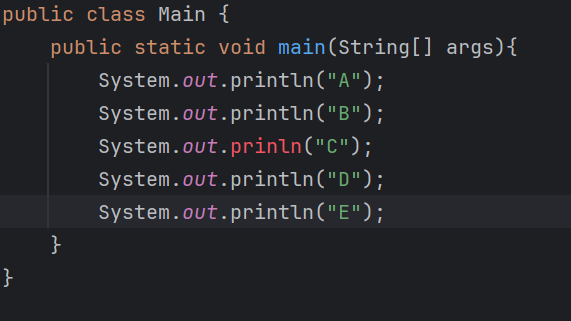 public class Main {
    public static void main(String[] args){
        System.out.println("A");
        System.out.println("B");
        System.out.prinln("C");
        System.out.println("D");
        System.out.println("E");
    }
}